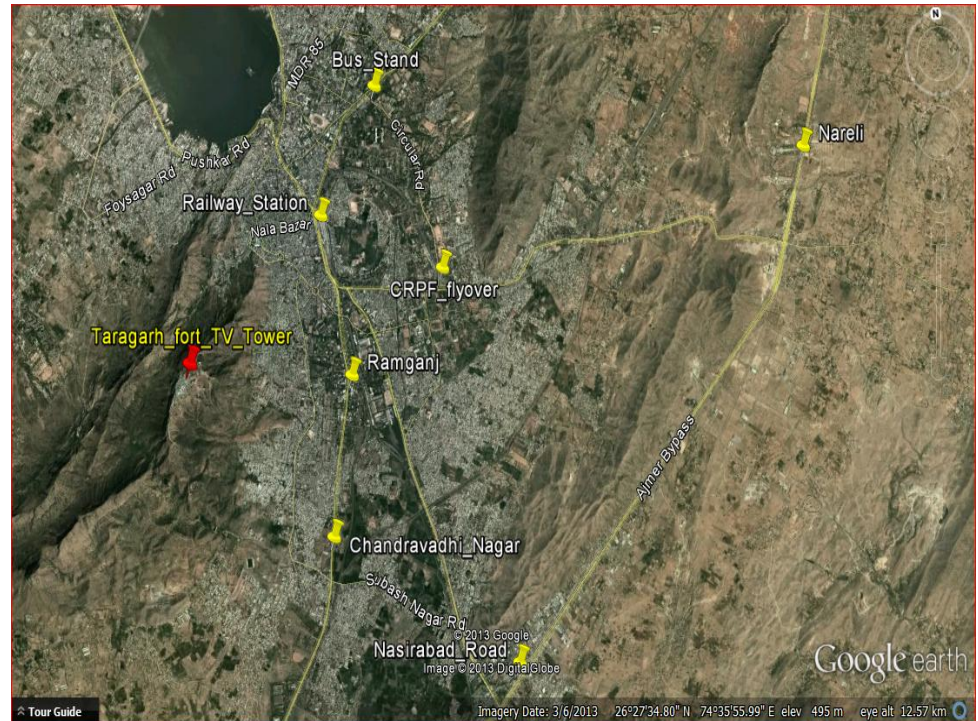 N
MDR 85
Bus_Stand
Circular Rd
Nareli
Pushkar Rd
Foysagar Rd
Railway_Station
Nala Bazar
CRPF_flyover
Taragarh_fort_TV_Tower
Ramganj
Ajmer Bypass
Chandravadhi_Nagar
Subash Nagar Rd
© 2013 Google
Nasirabad_Road
Image © 2013 DigitalGlobe
Google earth
Tour Guide
Imagery Date: 3/6/2013 26°27'34.80" N 74°35'55.99" E elev 495 m eye alt 12.57 km